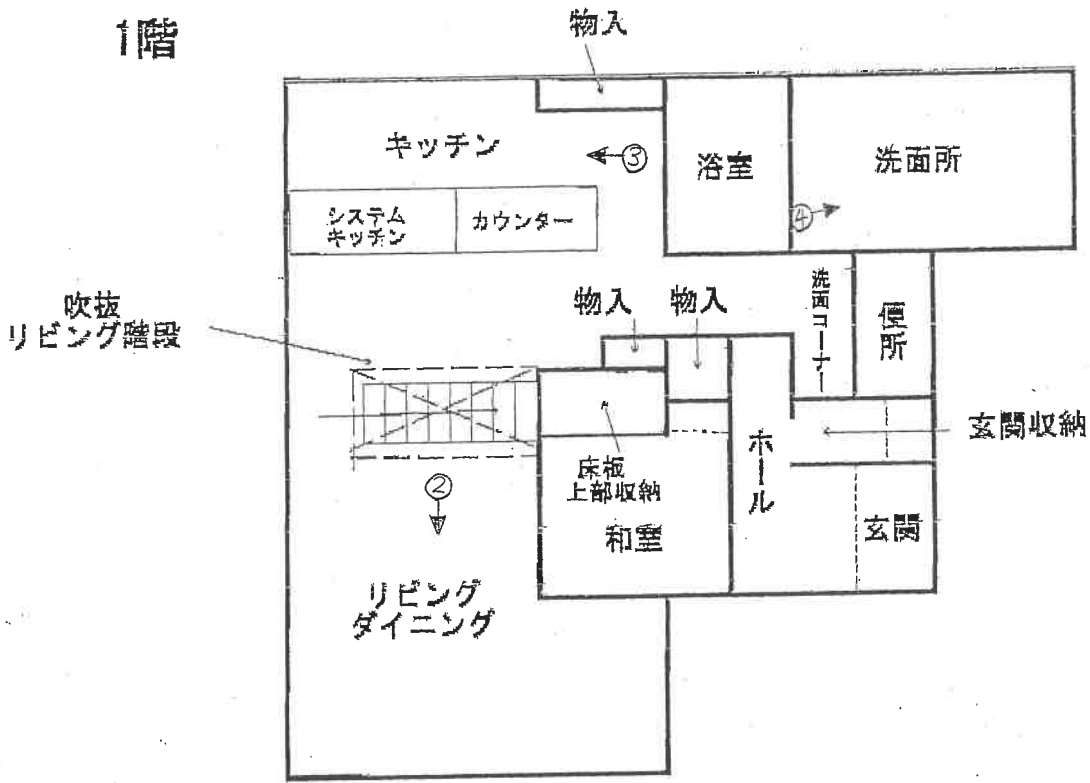 1階
物入
キッチン
③
浴室
洗面所
④
システム
キッチン
カウンター
吹抜
リビング階段
物入
物入
洗面コーナー
便所
玄関収納
②
床板
上部収納
和室
ホール
玄関
リビング
ダイニング